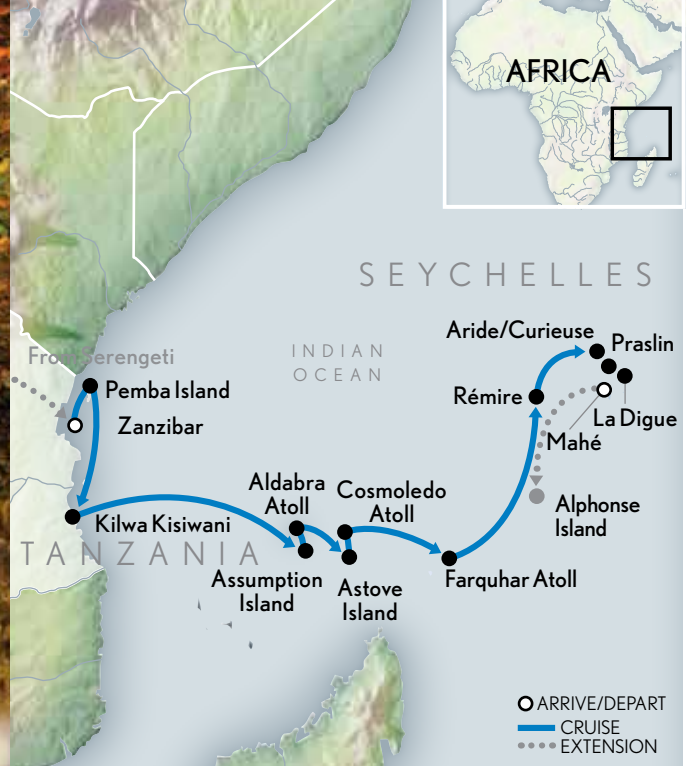 AFRICA
SEYCHELLES
INDIAN
OCEAN
Aride/Curieuse
Praslin
From Serengeti
Pemba Island
Rémire
La Digue
Zanzibar
Mahé
Aldabra
Atoll
Cosmoledo
Atoll
Alphonse
Island
Kilwa Kisiwani
TANZANIA
Assumption
Island
Astove
Island
Farquhar Atoll
ARRIVE/DEPART
CRUISE
EXTENSION